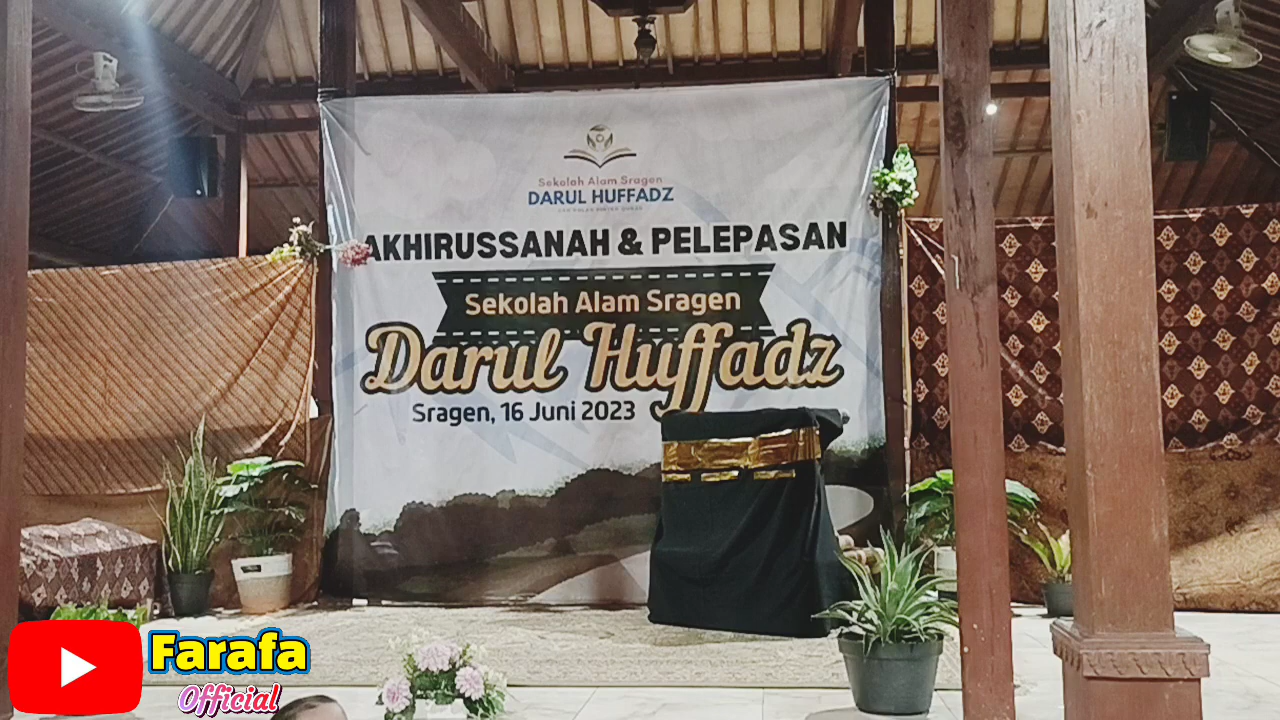 Sekolah Alam Sragen
DARUL HUFFADZ
AKHIRUSSANAH & PELEPASAN
Sekolah Alam Sragen
Darul Huffadz
Sragen, 16 Juni 2023
Farafa
Official